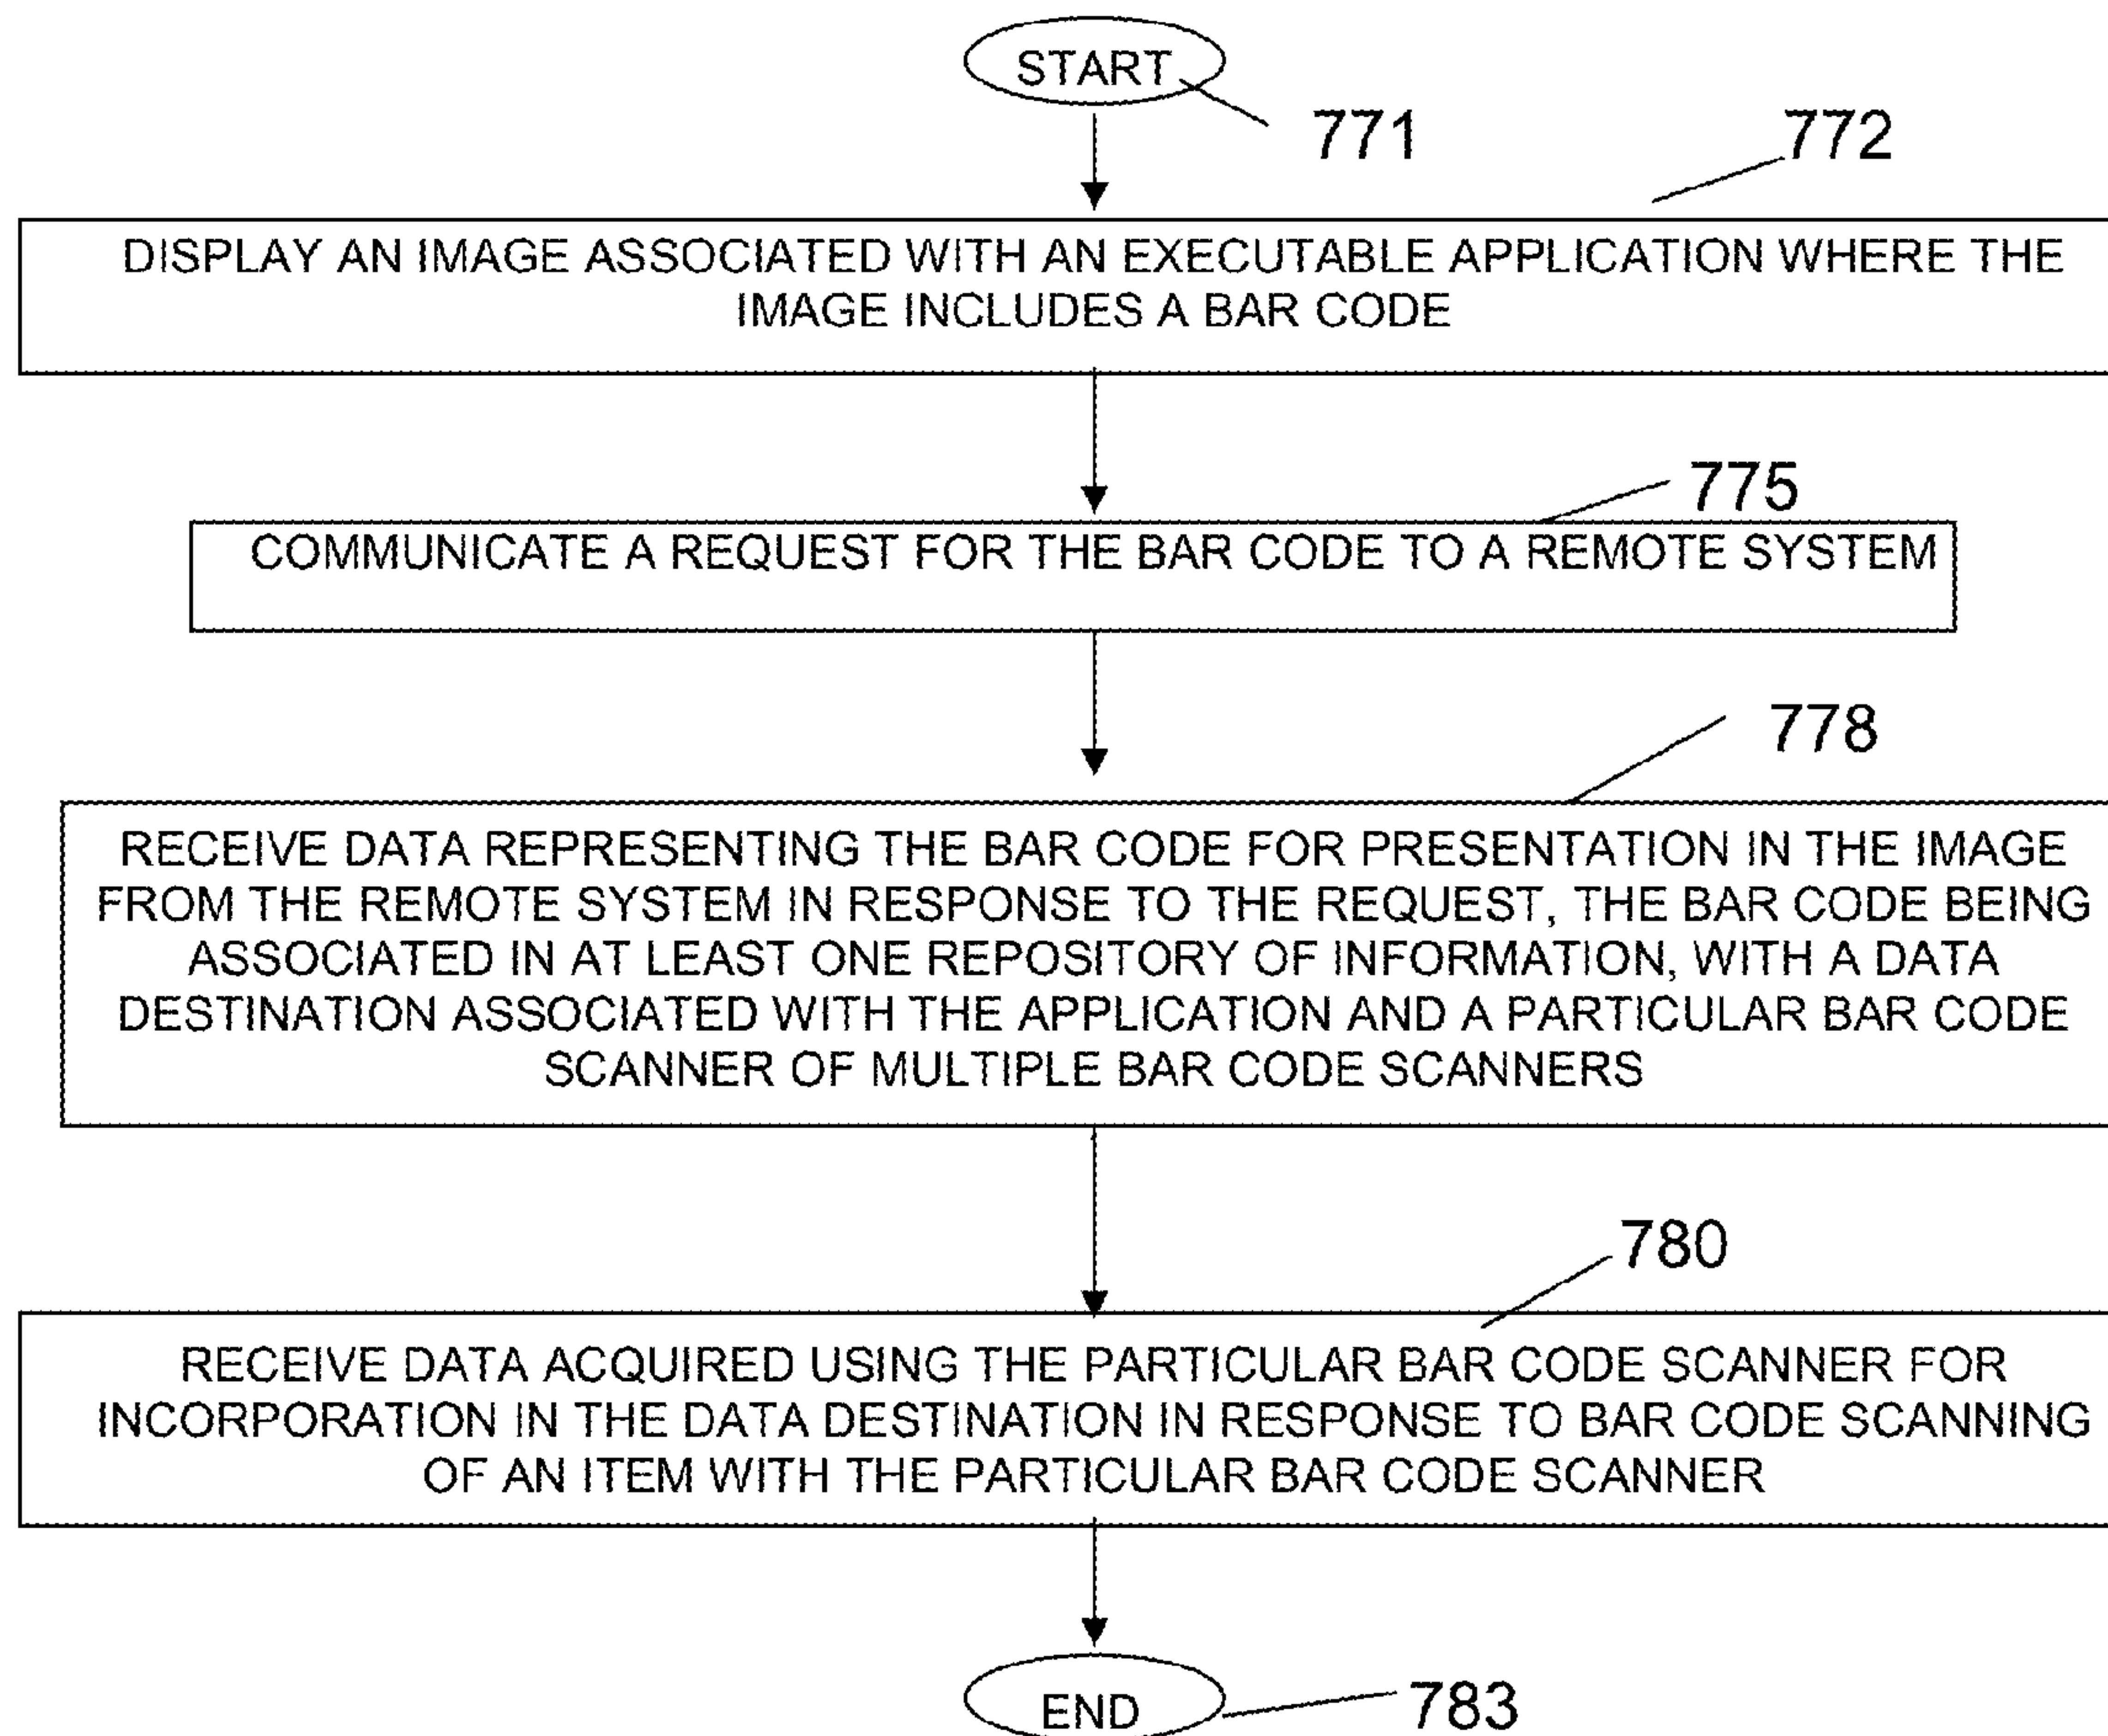 START
771
772
DISPLAY AN IMAGE ASSOCIATED WITH AN EXECUTABLE APPLICATION WHERE THE
IMAGE INCLUDES A BAR CODE
775
COMMUNICATE A REQUEST FOR THE BAR CODE TO A REMOTE SYSTEM
778
RECEIVE DATA REPRESENTING THE BAR CODE FOR PRESENTATION IN THE IMAGE
FROM THE REMOTE SYSTEM IN RESPONSE TO THE REQUEST, THE BAR CODE BEING
ASSOCIATED IN AT LEAST ONE REPOSITORY OF INFORMATION, WITH A DATA
DESTINATION ASSOCIATED WITH THE APPLICATION AND A PARTICULAR BAR CODE
SCANNER OF MULTIPLE BAR CODE SCANNERS
780
RECEIVE DATA ACQUIRED USING THE PARTICULAR BAR CODE SCANNER FOR
INCORPORATION IN THE DATA DESTINATION IN RESPONSE TO BAR CODE SCANNING
OF AN ITEM WITH THE PARTICULAR BAR CODE SCANNER
END
783